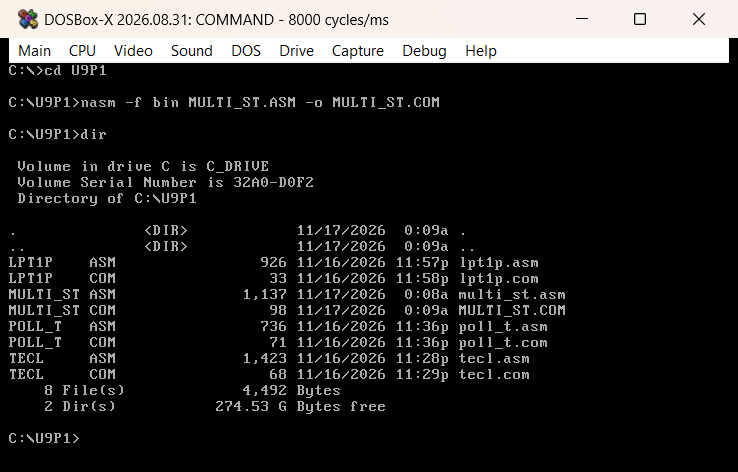 DOSBox-X 2026.08.31: COMMAND - 8000 cycles/ms
Main CPU Video Sound DOS Drive Capture Debug Help
C:\>cd U9P1
C:\U9P1>nasm -f bin MULTI_ST.ASM -o MULTI_ST.COM
C:\U9P1>dir
Volume in drive C is C_DRIVE
Volume Serial Number is 32A0-D0F2
Directory of C:\U9P1
. <DIR> 11/17/2026 0:09a .
.. <DIR> 11/17/2026 0:09a ..
LPT1P ASM 926 11/16/2026 11:57p lpt1p.asm
LPT1P COM 33 11/16/2026 11:58p lpt1p.com
MULTI_ST ASM 1,137 11/17/2026 0:08a multi_st.asm
MULTI_ST COM 98 11/17/2026 0:09a MULTI_ST.COM
POLL_T ASM 736 11/16/2026 11:36p poll_t.asm
POLL_T COM 71 11/16/2026 11:36p poll_t.com
TECL ASM 1,423 11/16/2026 11:28p tecl.asm
TECL COM 68 11/16/2026 11:29p tecl.com
8 File(s) 4,492 Bytes
2 Dir(s) 274.53 G Bytes free
C:\U9P1>